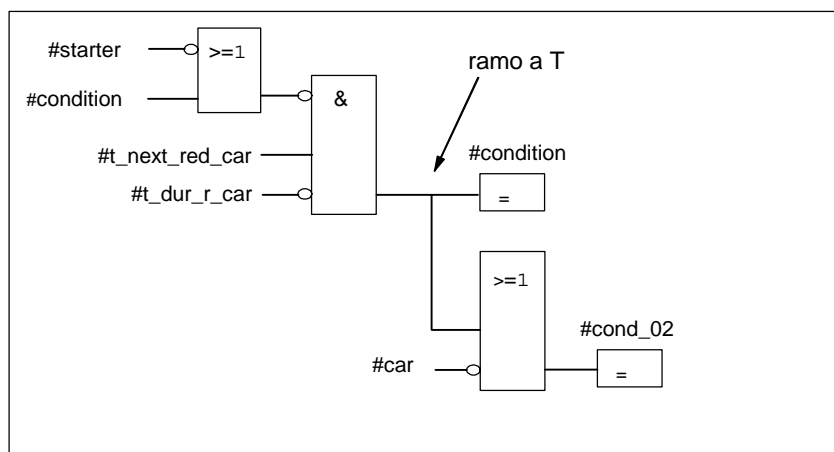 #starter
>=1
#condition
ramo a T
&
#condition
#t_next_red_car
#t_dur_r_car
=
>=1
#cond_02
#car
=